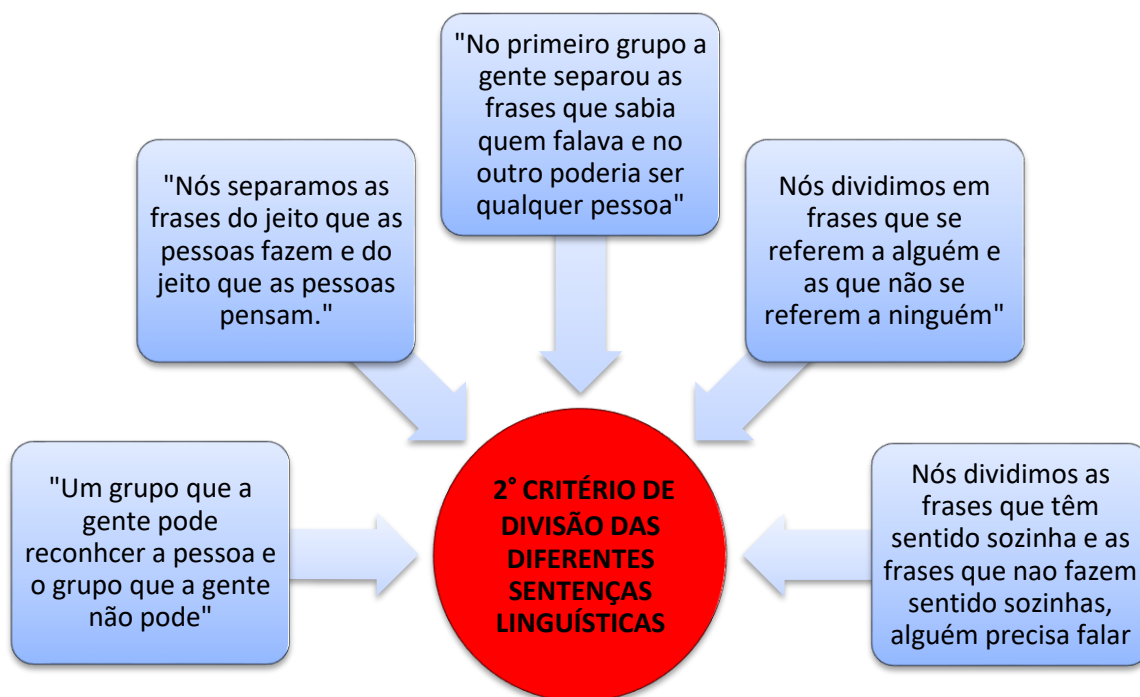 "No primeiro grupo a
gente separou as
frases que sabia
quem falava e no
outro poderia ser
qualquer pessoa"
"Nós separamos as
frases do jeito que as
pessoas fazem e do
jeito que as pessoas
pensam."
Nós dividimos em
frases que se
referem a alguém e
as que não se
referem a ninguém"
"Um grupo que a
gente pode
reconhcer a pessoa e
o grupo que a gente
não pode"
2° CRITÉRIO DE
DIVISÃO DAS
DIFERENTES
SENTENÇAS
LINGUÍSTICAS
Nós dividimos as
frases que têm
sentido sozinha e as
frases que nao fazem
sentido sozinhas,
alguém precisa falar